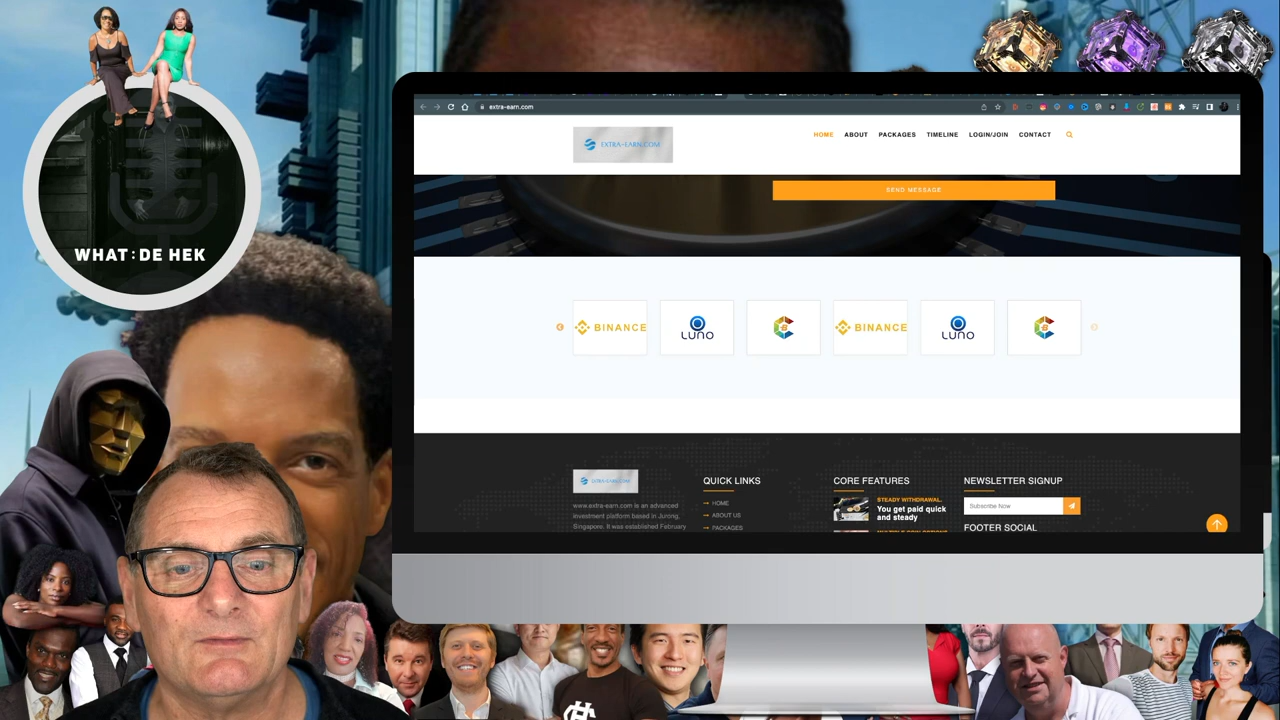 WHAT:DE HEK
extra-earn.com
EXTRA-EARN.COM
HOME
ABOUT
PACKAGES
TIMELINE
LOGIN/JOIN
CONTACT
SEND MESSAGE
BINANCE
LUNO
BINANCE
LUNO
EXTRA-EARN.COM
www.extra-earn.com is an advanced
investment platform based in Jurong,
Singapore. It was established February
QUICK LINKS
HOME
ABOUT US
PACKAGES
CORE FEATURES
STEADY WITHDRAWAL.
You get paid quick
and steady
NEWSLETTER SIGNUP
Subscribe Now
FOOTER SOCIAL